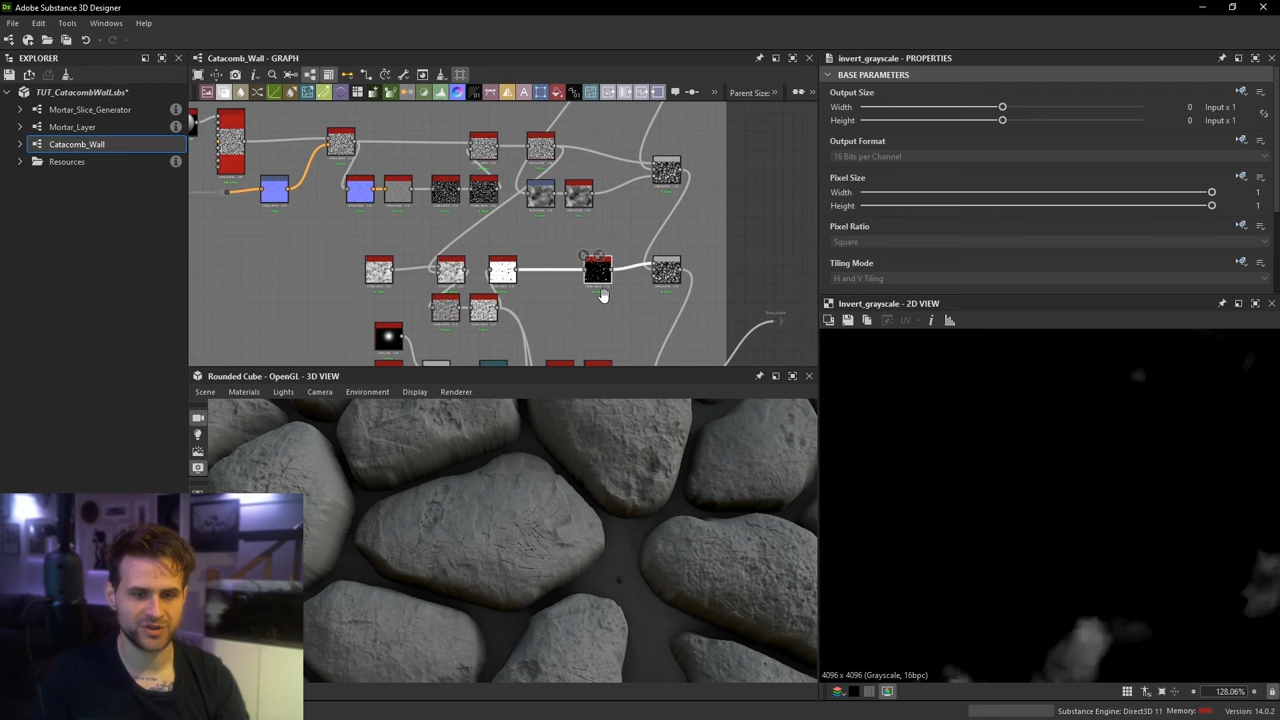 Ds Adobe Substance 3D Designer
File Edit Tools Windows Help
EXPLORER
TUT_CatacombWall.sbs*
Mortar_Slice_Generator
Mortar_Layer
Catacomb_Wall
Resources
Catacomb_Wall - GRAPH
Parent Size:
Rounded Cube - OpenGL - 3D VIEW
Scene Materials Lights Camera Environment Display Renderer
invert_grayscale - PROPERTIES
BASE PARAMETERS
Output Size
Width 0 Input x 1
Height 0 Input x 1
Output Format
16 Bits per Channel
Pixel Size
Width 1
Height 1
Pixel Ratio
Square
Tiling Mode
H and V Tiling
Invert_grayscale - 2D VIEW
UV
4096 x 4096 (Grayscale, 16bpc)
128.06%
Substance Engine: Direct3D 11 Memory: Version: 14.0.2